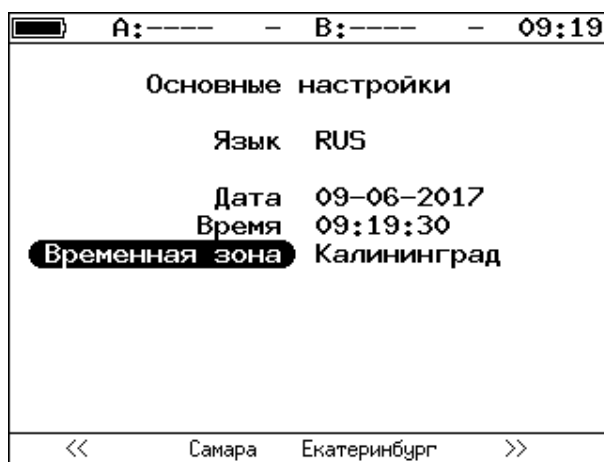 A:---- - B:---- - 09:19
Основные настройки
Язык RUS
Дата 09-06-2017
Время 09:19:30
Временная зона Калининград
<< Самара Екатеринбург >>